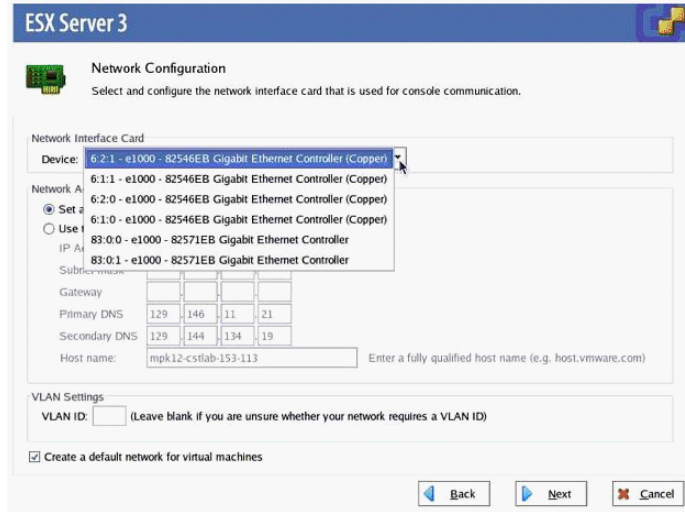 ESX Server 3
Network Configuration
Select and configure the network interface card that is used for console communication.
Network Interface Card
Device: 6:2:1 - e1000 - 82546EB Gigabit Ethernet Controller (Copper)
6:1:1 - e1000 - 82546EB Gigabit Ethernet Controller (Copper)
6:2:0 - e1000 - 82546EB Gigabit Ethernet Controller (Copper)
6:1:0 - e1000 - 82546EB Gigabit Ethernet Controller (Copper)
83:0:0 - e1000 - 82571EB Gigabit Ethernet Controller
83:0:1 - e1000 - 82571EB Gigabit Ethernet Controller
Network A
Set a
Use
IP A
Gateway
Primary DNS 129 . 146 . 11 . 21
Secondary DNS 129 . 144 . 134 . 19
Host name: mpk12-cstlab-153-113 Enter a fully qualified host name (e.g. host.vmware.com)
VLAN Settings
VLAN ID: (Leave blank if you are unsure whether your network requires a VLAN ID)
Create a default network for virtual machines
Back Next Cancel